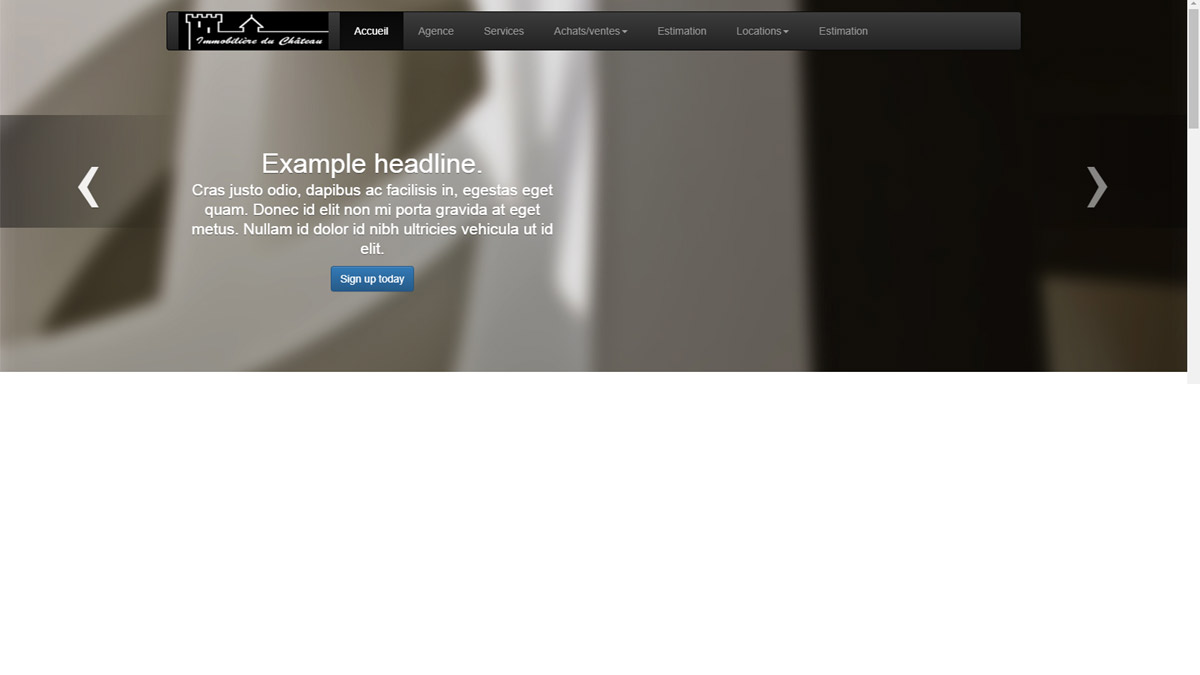 Immobilière du Château
Accueil
Agence
Services
Achats/ventes
Estimation
Locations
Estimation
Example headline.
Cras justo odio, dapibus ac facilisis in, egestas eget
quam. Donec id elit non mi porta gravida at eget
metus. Nullam id dolor id nibh ultricies vehicula ut id
elit.
Sign up today